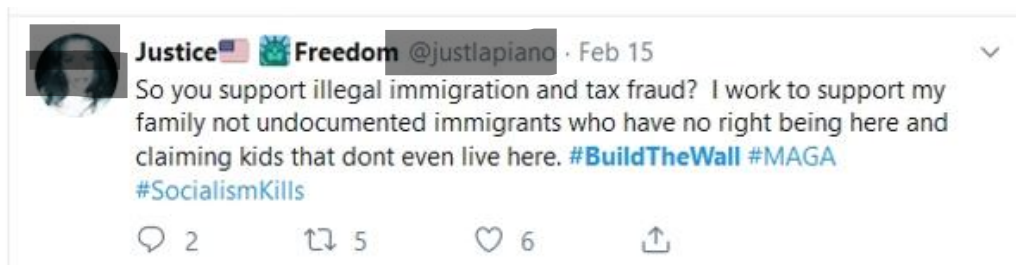 Justice🇺🇸 🗽Freedom @justlapiano · Feb 15
So you support illegal immigration and tax fraud?  I work to support my
family not undocumented immigrants who have no right being here and
claiming kids that dont even live here. #BuildTheWall #MAGA
#SocialismKills
2 5 6